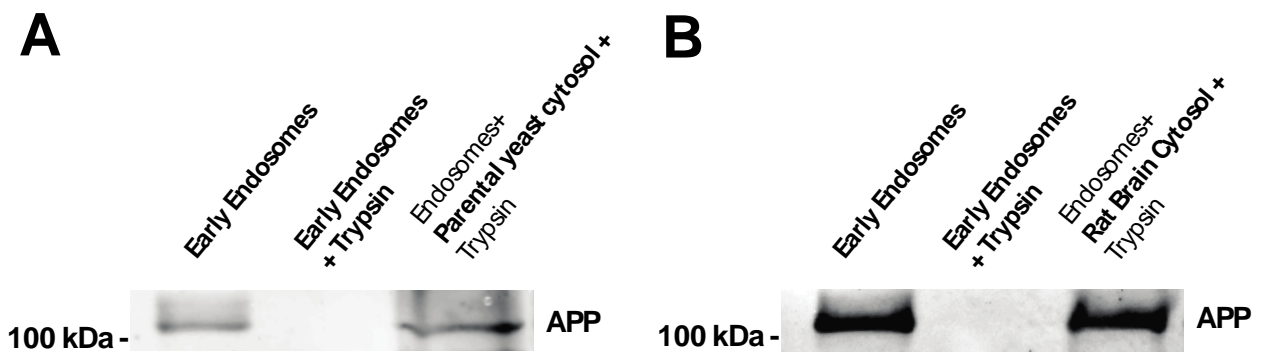 A
Early Endosomes
Early Endosomes
+ Trypsin
Endosomes+
Parental yeast cytosol +
Trypsin
100 kDa -
APP
B
Early Endosomes
Early Endosomes
+ Trypsin
Endosomes+
Rat Brain Cytosol +
Trypsin
100 kDa -
APP